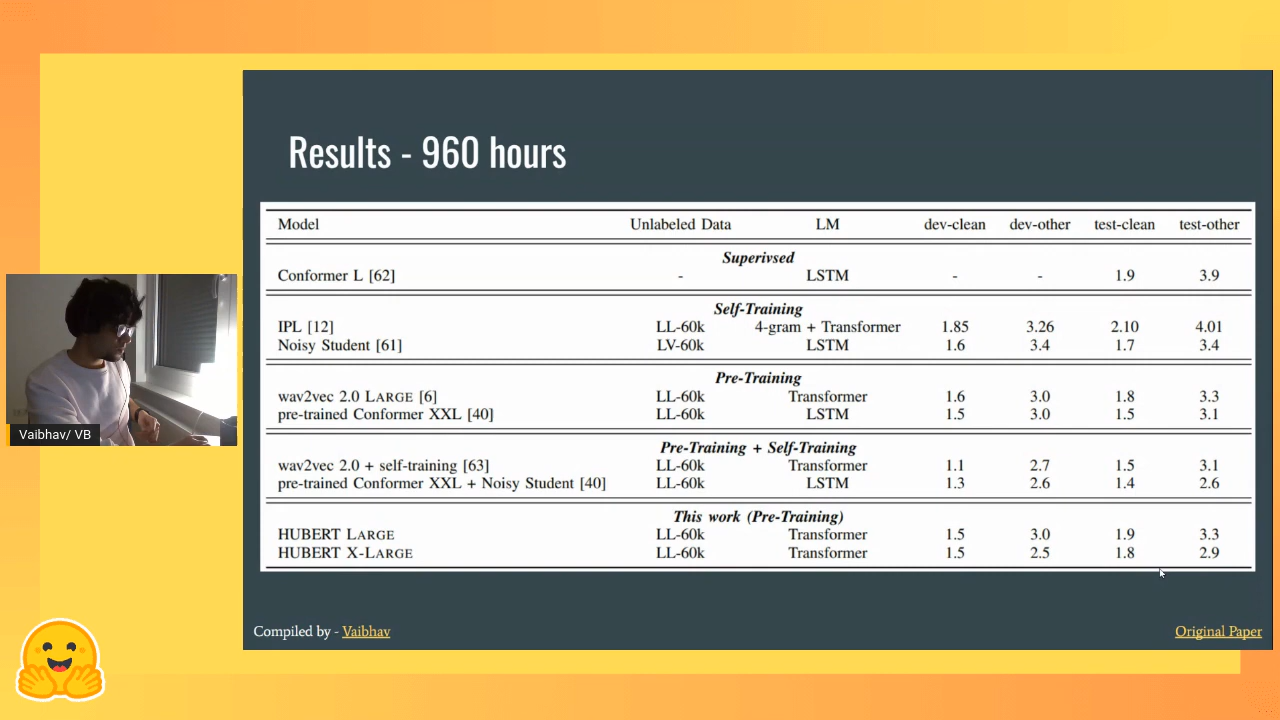 Results - 960 hours
Model Unlabeled Data LM dev-clean dev-other test-clean test-other
Superivsed
Conformer L [62] - LSTM - - 1.9 3.9
Self-Training
IPL [12] LL-60k 4-gram + Transformer 1.85 3.26 2.10 4.01
Noisy Student [61] LV-60k LSTM 1.6 3.4 1.7 3.4
Pre-Training
wav2vec 2.0 LARGE [6] LL-60k Transformer 1.6 3.0 1.8 3.3
pre-trained Conformer XXL [40] LL-60k LSTM 1.5 3.0 1.5 3.1
Pre-Training + Self-Training
wav2vec 2.0 + self-training [63] LL-60k Transformer 1.1 2.7 1.5 3.1
pre-trained Conformer XXL + Noisy Student [40] LL-60k LSTM 1.3 2.6 1.4 2.6
This work (Pre-Training)
HUBERT LARGE LL-60k Transformer 1.5 3.0 1.9 3.3
HUBERT X-LARGE LL-60k Transformer 1.5 2.5 1.8 2.9
Vaibhav/ VB
Compiled by - Vaibhav
Original Paper